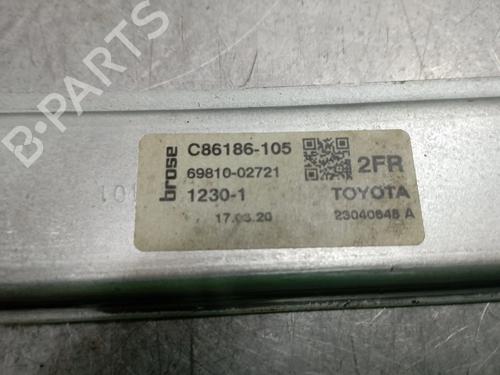 B-PARTS
brose
C86186-105
69810-02721
2FR
1230-1
TOYOTA
17.03.20
23040648 A